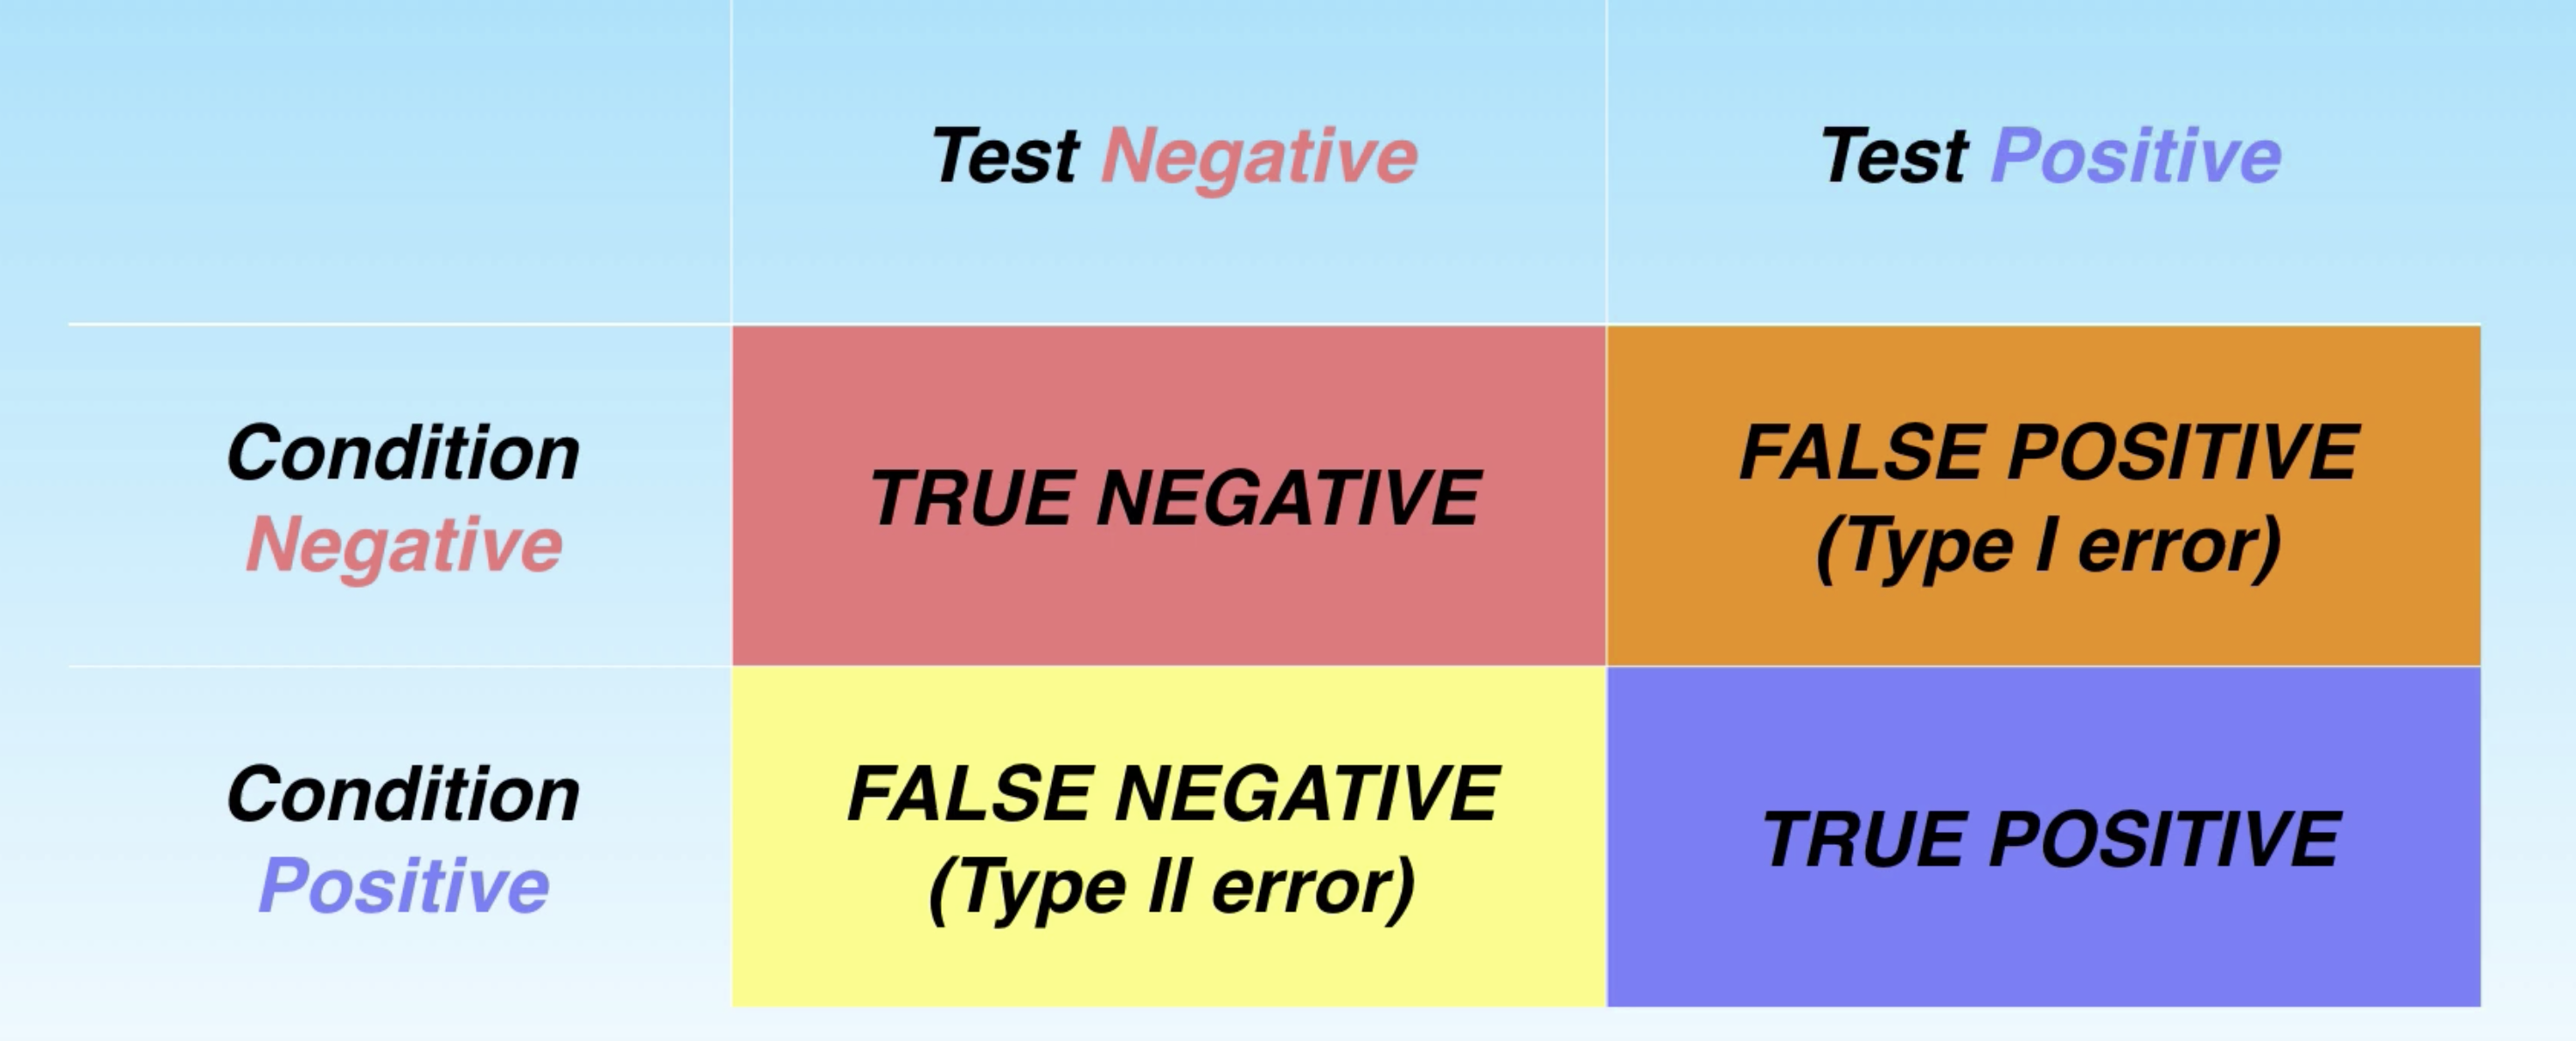 Test Negative
Test Positive
Condition
Negative
TRUE NEGATIVE
FALSE POSITIVE
(Type I error)
Condition
Positive
FALSE NEGATIVE
(Type II error)
TRUE POSITIVE